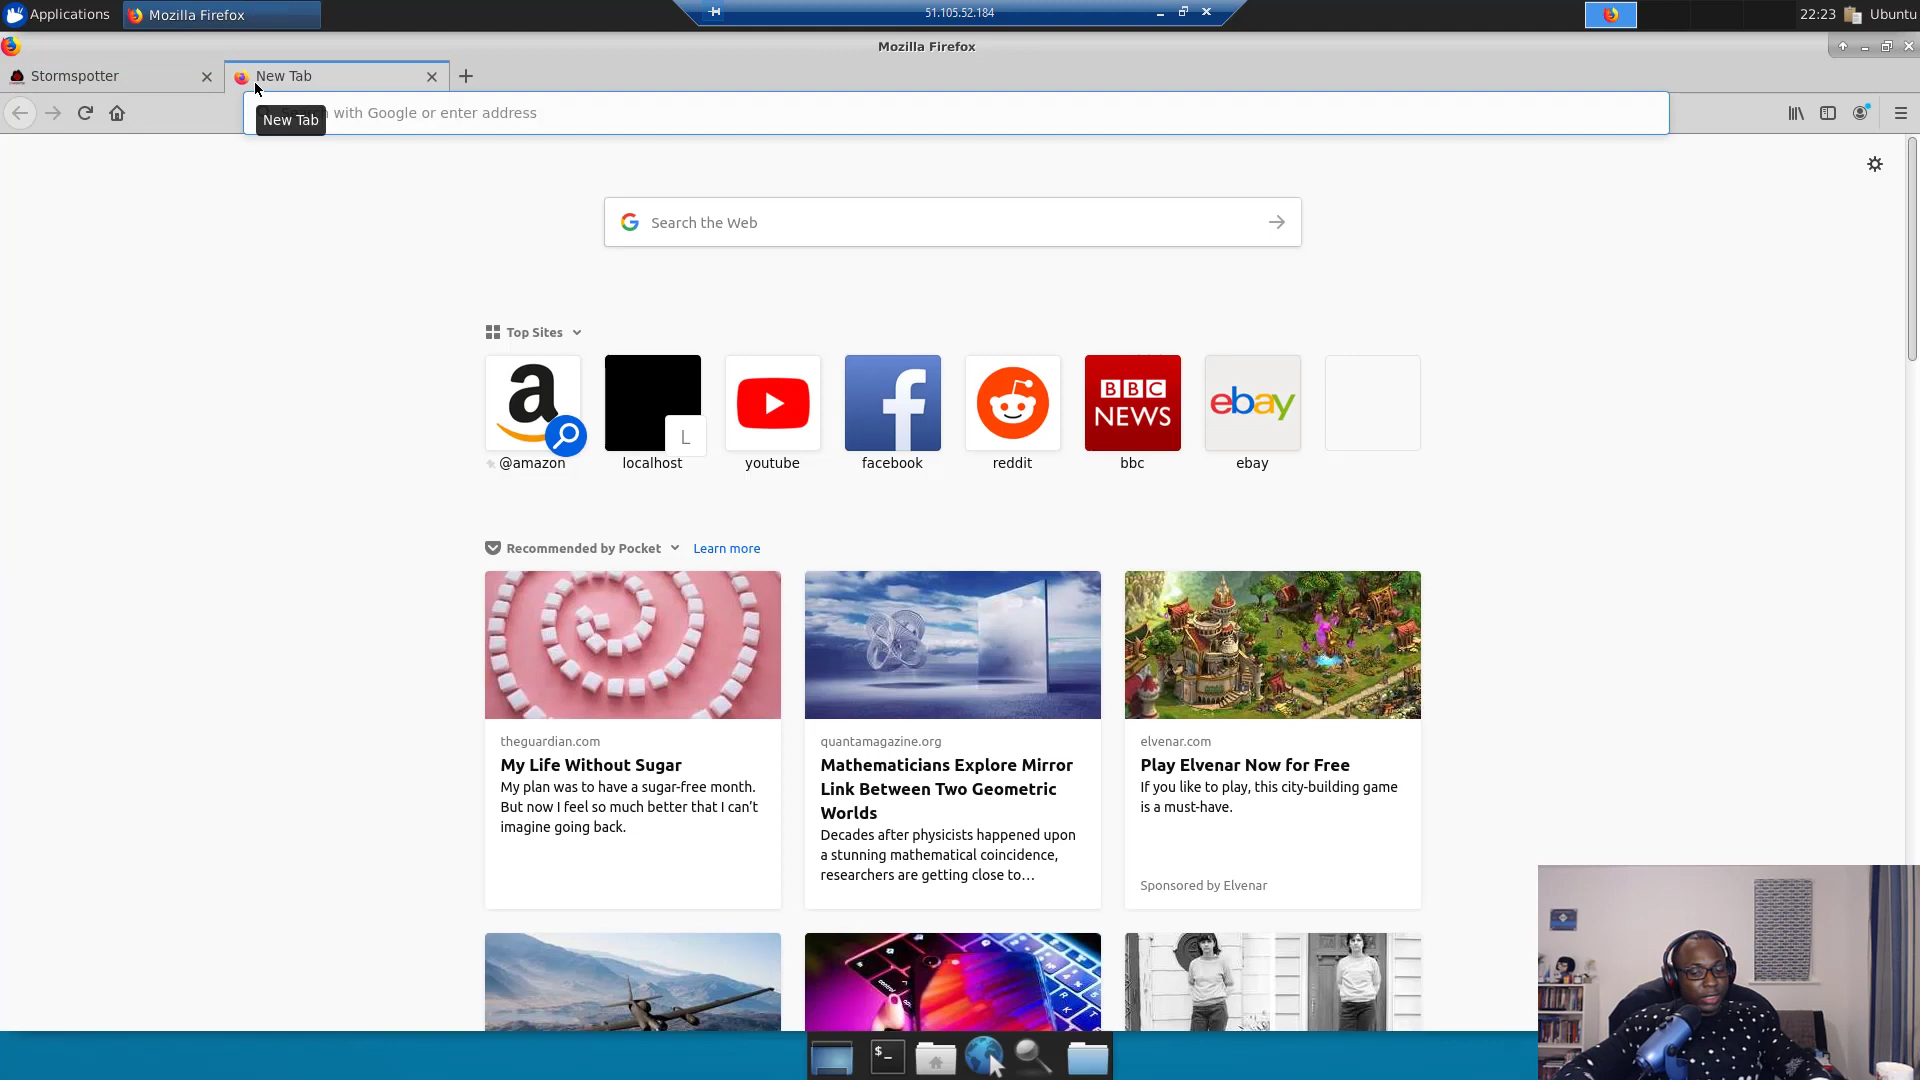 Applications
Mozilla Firefox
51.105.52.184
22:23
Ubuntu
Mozilla Firefox
Stormspotter
New Tab
with Google or enter address
New Tab
Search the Web
Top Sites
a
L
f
BBC
NEWS
ebay
@amazon
localhost
youtube
facebook
reddit
bbc
ebay
Recommended by Pocket
Learn more
theguardian.com
My Life Without Sugar
My plan was to have a sugar-free month.
But now I feel so much better that I can't
imagine going back.
quantamagazine.org
Mathematicians Explore Mirror
Link Between Two Geometric
Worlds
Decades after physicists happened upon
a stunning mathematical coincidence,
researchers are getting close to…
elvenar.com
Play Elvenar Now for Free
If you like to play, this city-building game
is a must-have.
Sponsored by Elvenar
$_